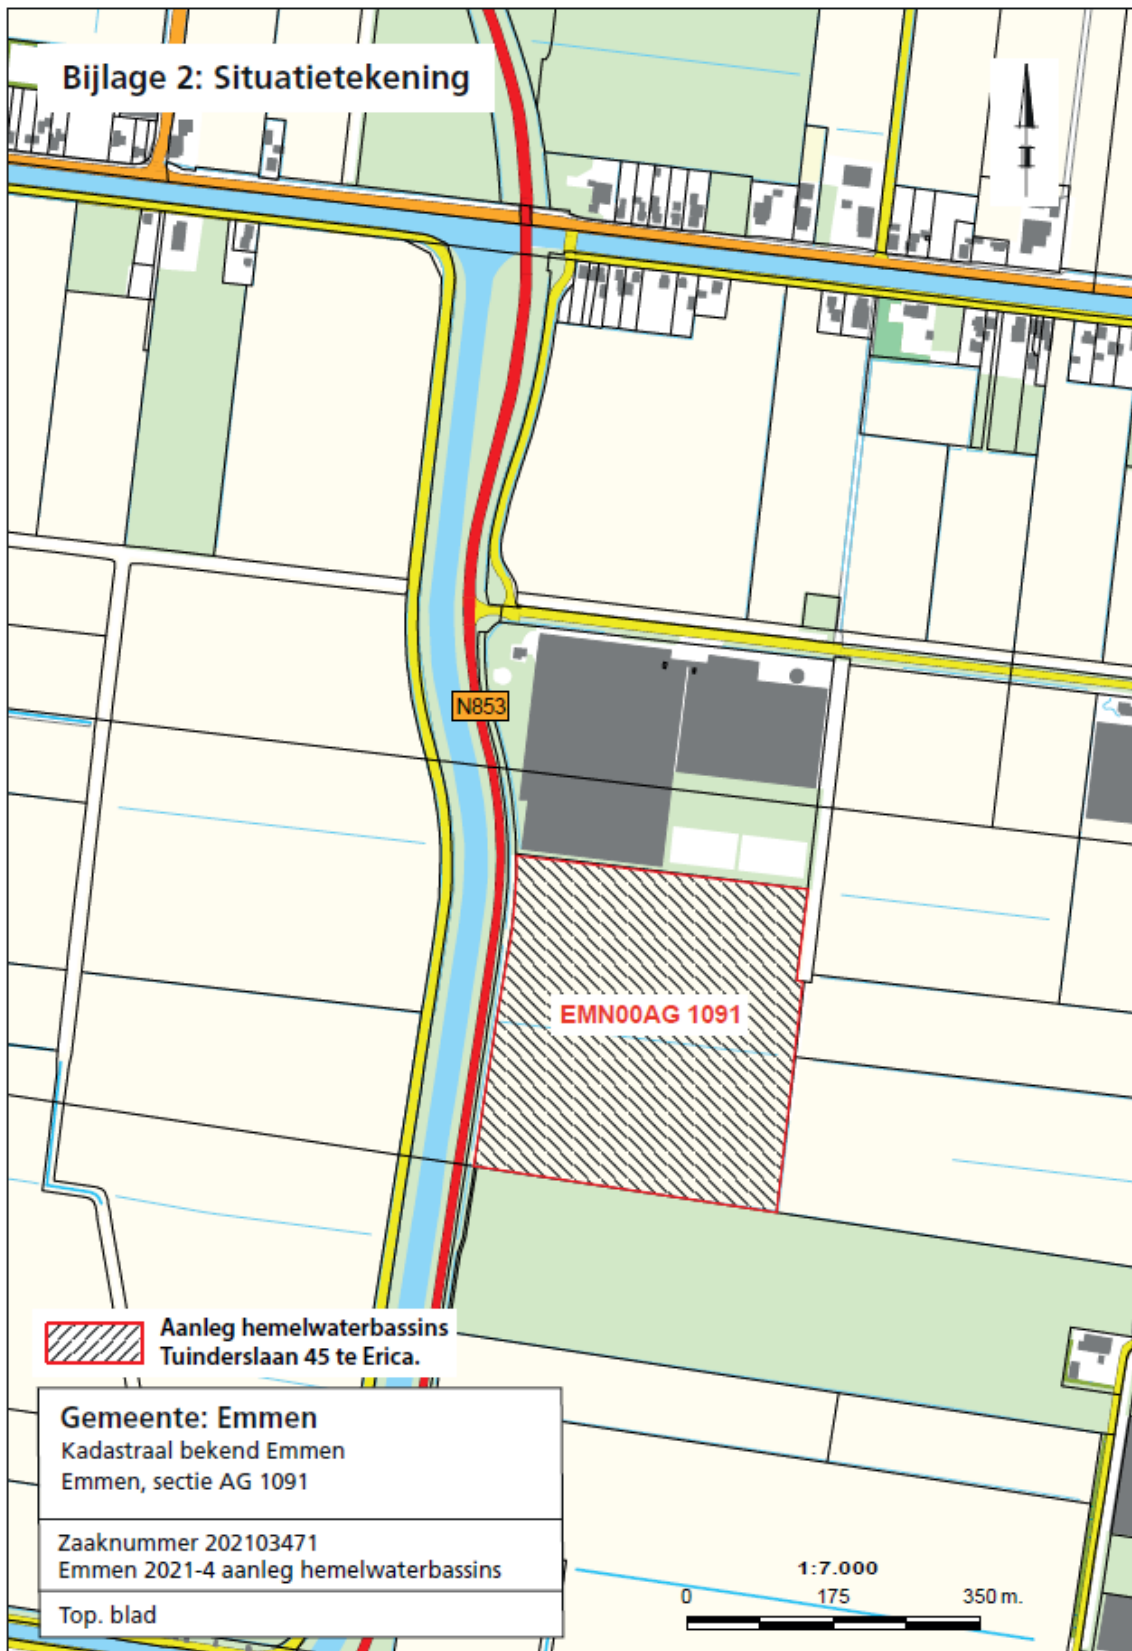 Bijlage 2: Situatietekening
N853
EMN00AG 1091
Aanleg hemelwaterbassins
Tuinderslaan 45 te Erica.
Gemeente: Emmen
Kadastraal bekend Emmen
Emmen, sectie AG 1091
Zaaknummer 202103471
Emmen 2021-4 aanleg hemelwaterbassins
Top. blad
1:7.000
0 175 350 m.